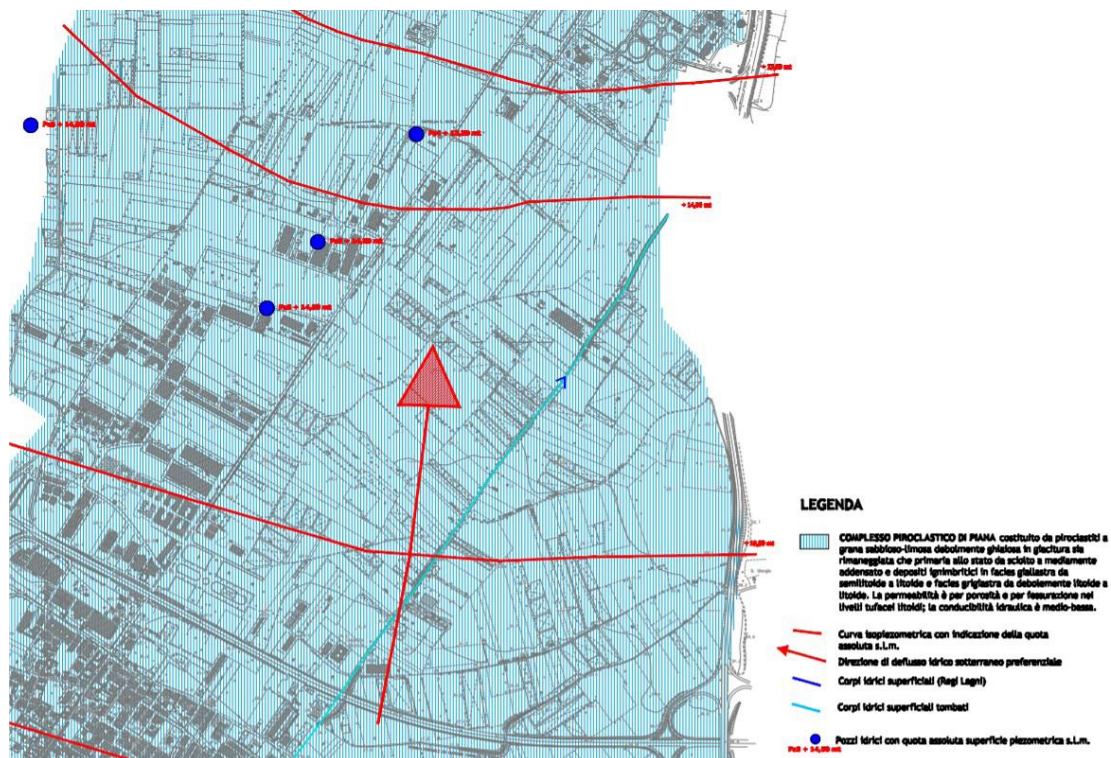 + 14,00 mt
LEGENDA
COMPLESSO PIROCLASTICO DI PIANA costituito da piroclastiti a
grana sabbioso-limosa debolmente ghiaiosa in giacitura sia
rimaneggiata che primaria allo stato da sciolto a mediamente
addensato e depositi ignimbritici in facies giallastra da
semilitoide a litoide e facies grigiastra da debolemente litoide a
litoide. La permeabilità è per porosità e per fessurazione nei
livelli tufacei litoidi; la conducibilità idraulica è medio-bassa.
Curva isopiezometrica con indicazione della quota
assoluta s.l.m.
Direzione di deflusso idrico sotterraneo preferenziale
Corpi idrici superficiali (Regi Lagni)
Corpi idrici superficiali tombati
Pozzi idrici con quota assoluta superficie piezometrica s.l.m.